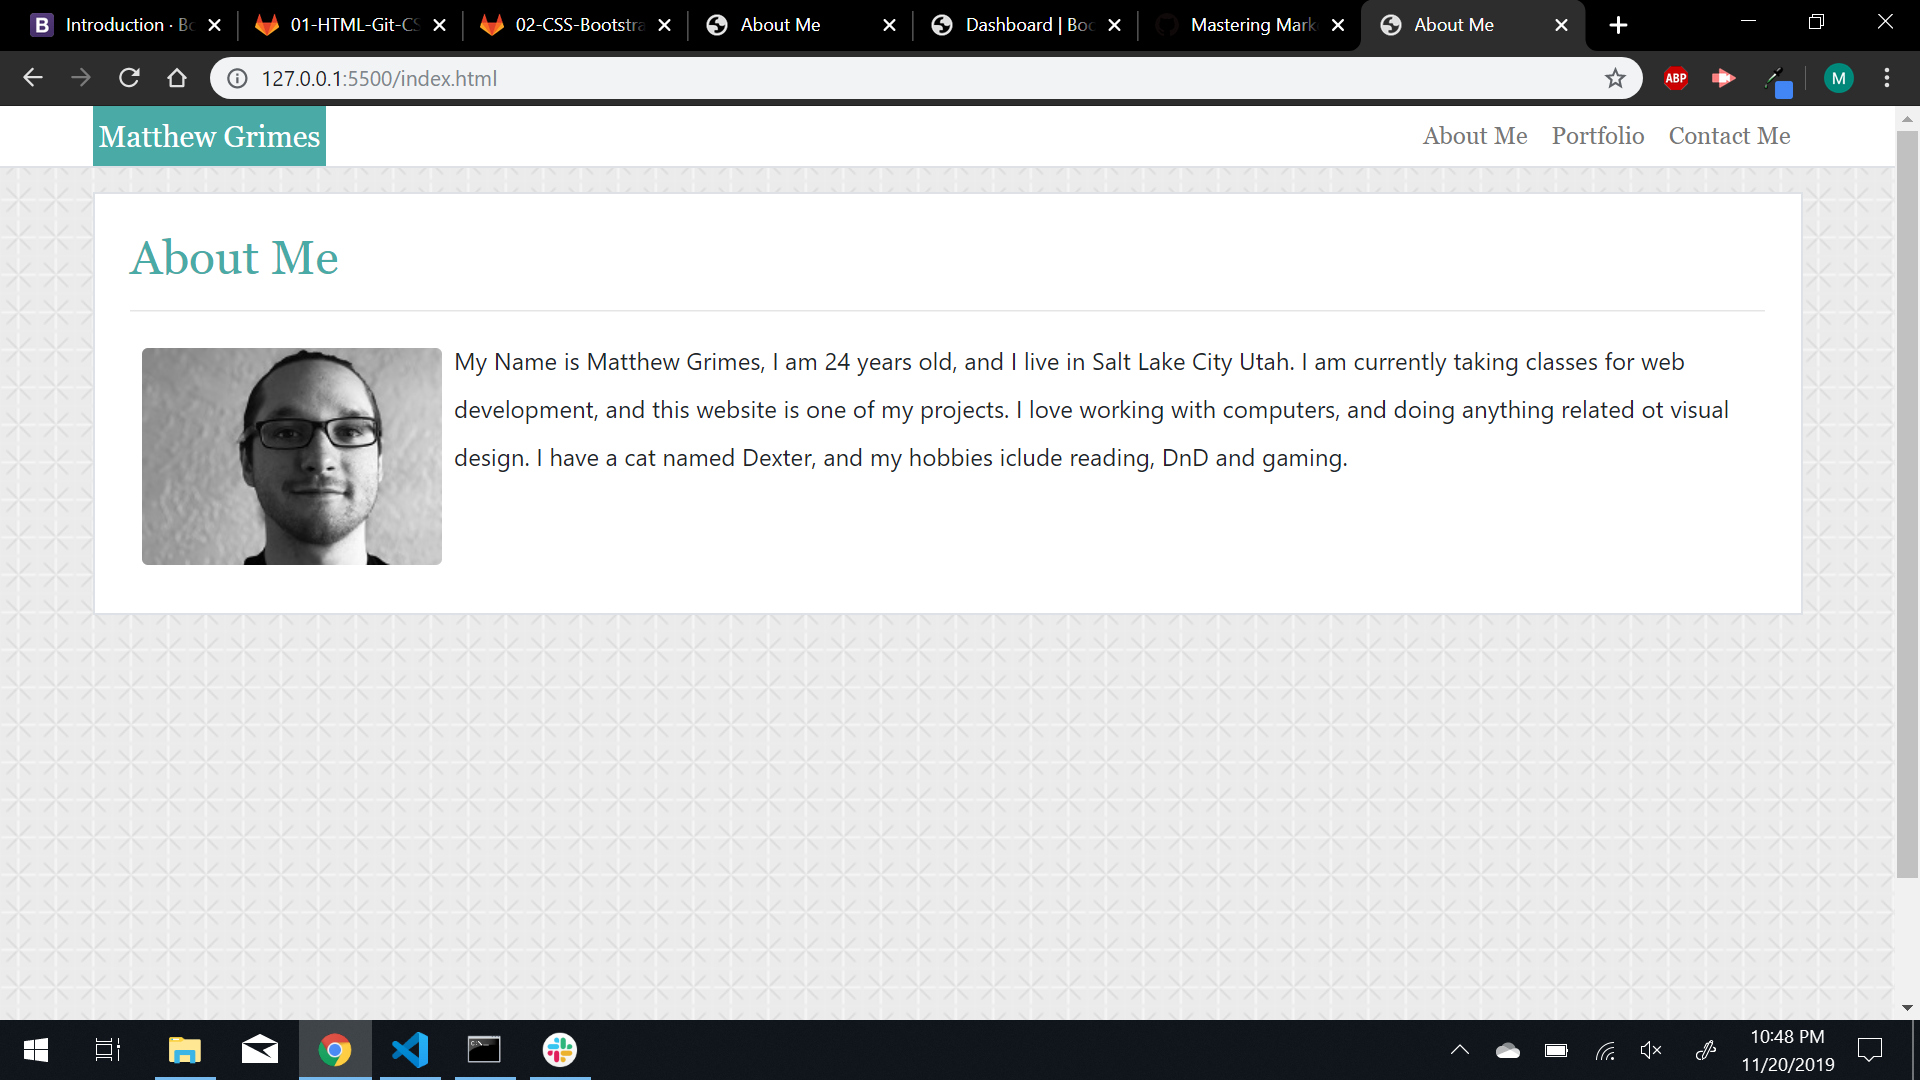 Introduction · Bo
01-HTML-Git-CS
02-CSS-Bootstra
About Me
Dashboard | Boo
Mastering Mark
About Me
127.0.0.1:5500/index.html
ABP
M
Matthew Grimes
About Me
Portfolio
Contact Me
About Me
My Name is Matthew Grimes, I am 24 years old, and I live in Salt Lake City Utah. I am currently taking classes for web
development, and this website is one of my projects. I love working with computers, and doing anything related ot visual
design. I have a cat named Dexter, and my hobbies iclude reading, DnD and gaming.
10:48 PM
11/20/2019